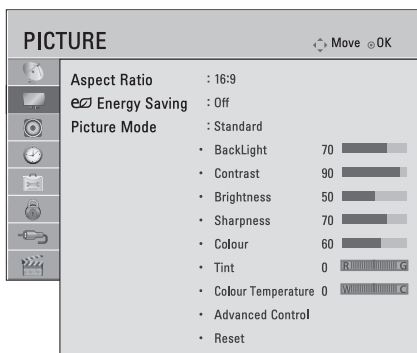 PICTURE Move OK
Aspect Ratio : 16:9
Energy Saving : Off
Picture Mode : Standard
• BackLight 70
• Contrast 90
• Brightness 50
• Sharpness 70
• Colour 60
• Tint 0 R G
• Colour Temperature 0 W C
• Advanced Control
• Reset